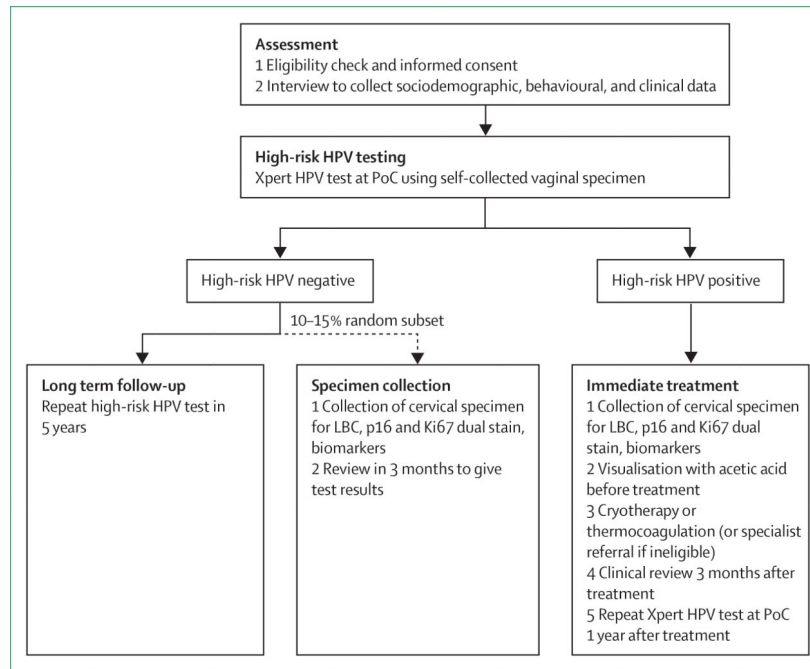 Assessment
1 Eligibility check and informed consent
2 Interview to collect sociodemographic, behavioural, and clinical data
High-risk HPV testing
Xpert HPV test at PoC using self-collected vaginal specimen
High-risk HPV negative
High-risk HPV positive
10–15% random subset
Long term follow-up
Repeat high-risk HPV test in
5 years
Specimen collection
1 Collection of cervical specimen
for LBC, p16 and Ki67 dual stain,
biomarkers
2 Review in 3 months to give
test results
Immediate treatment
1 Collection of cervical specimen
for LBC, p16 and Ki67 dual
stain, biomarkers
2 Visualisation with acetic acid
before treatment
3 Cryotherapy or
thermocoagulation (or specialist
referral if ineligible)
4 Clinical review 3 months after
treatment
5 Repeat Xpert HPV test at PoC
1 year after treatment